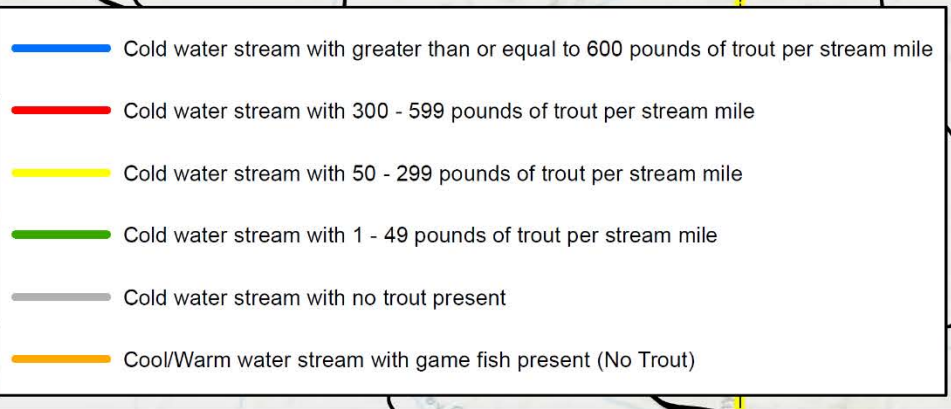 Cold water stream with greater than or equal to 600 pounds of trout per stream mile
Cold water stream with 300 - 599 pounds of trout per stream mile
Cold water stream with 50 - 299 pounds of trout per stream mile
Cold water stream with 1 - 49 pounds of trout per stream mile
Cold water stream with no trout present
Cool/Warm water stream with game fish present (No Trout)